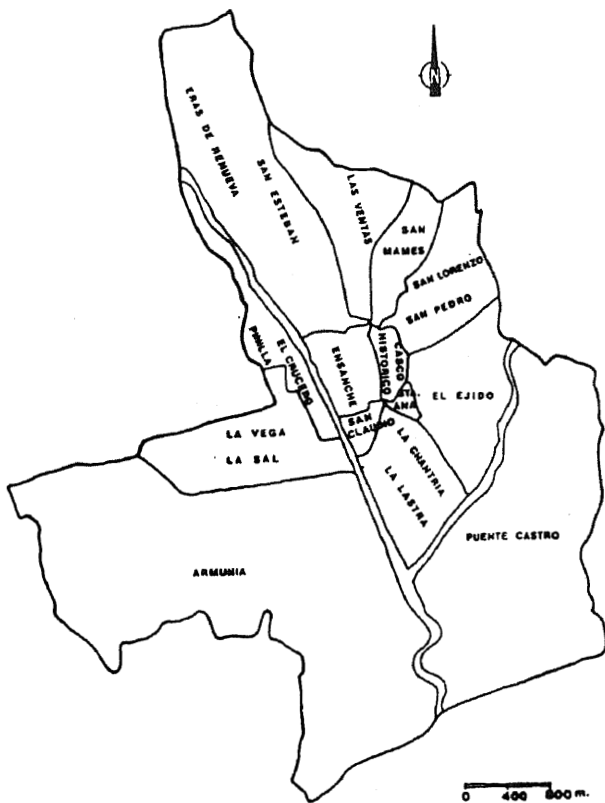 N
ERAS DE RENUEVA
SAN ESTEBAN
LAS VENTAS
SAN
MAMES
SAN LORENZO
SAN PEDRO
PINILLA
EL CRUCERO
ENSANCHE
CASCO
HISTORICO
STA.
ANA
EL EJIDO
SAN
CLAUDIO
LA CHANTRIA
LA LASTRA
LA VEGA
LA SAL
PUENTE CASTRO
ARMUNIA
0 400 800 m.